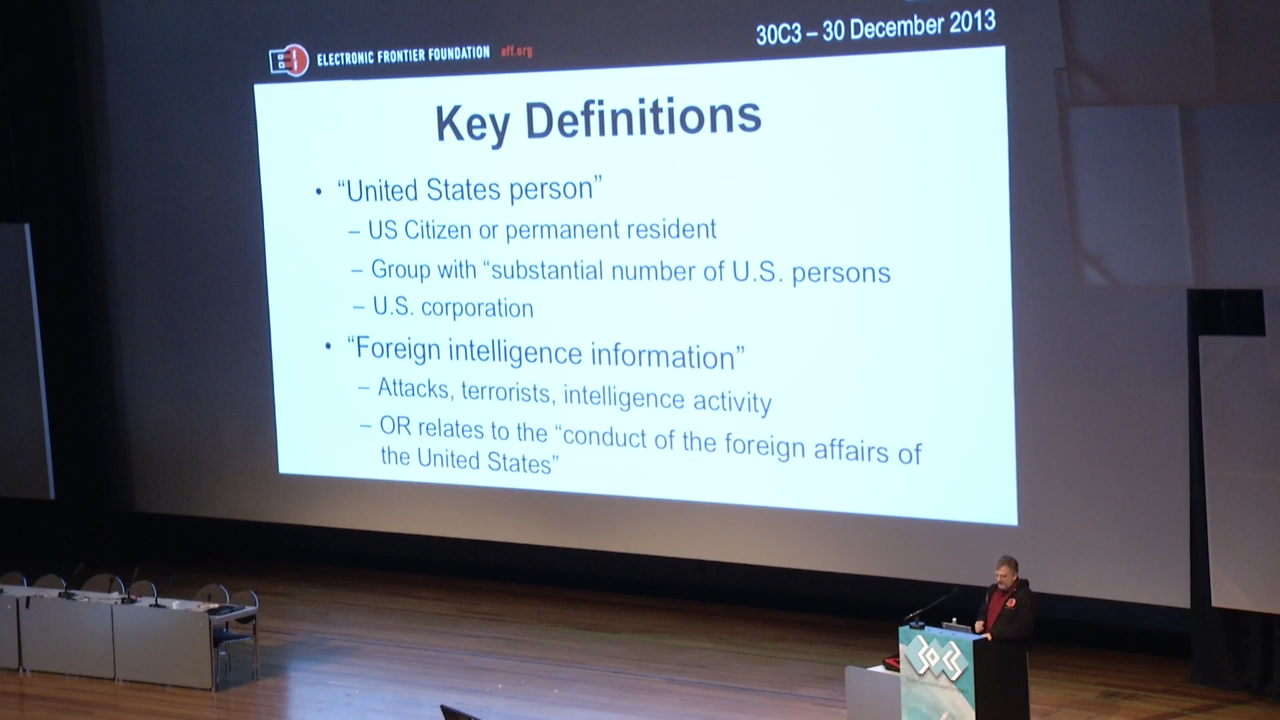 30C3 – 30 December 2013
ELECTRONIC FRONTIER FOUNDATION eff.org
Key Definitions
• “United States person”
– US Citizen or permanent resident
– Group with “substantial number of U.S. persons
– U.S. corporation
• “Foreign intelligence information”
– Attacks, terrorists, intelligence activity
– OR relates to the “conduct of the foreign affairs of
the United States”
30C3